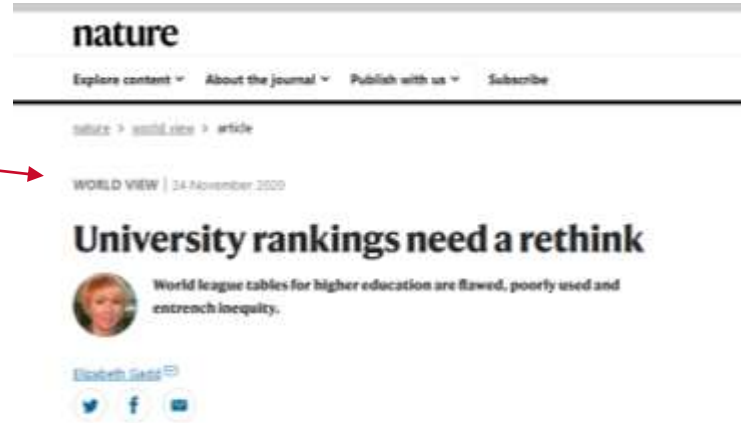 nature
Explore content About the journal Publish with us Subscribe
nature > world view > article
WORLD VIEW | 24 November 2020
University rankings need a rethink
World league tables for higher education are flawed, poorly used and
entrench inequity.
Elizabeth Gadd